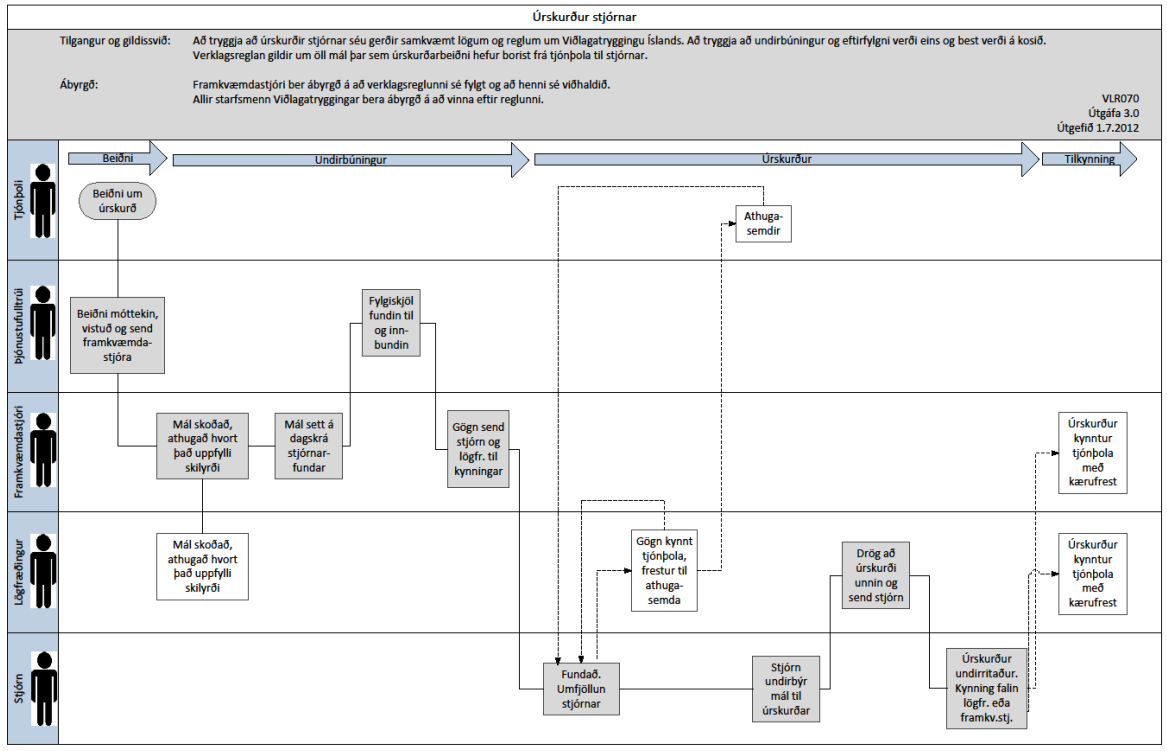 Úrskurður stjórnar
Tilgangur og gildissvið:
Að tryggja að úrskurðir stjórnar séu gerðir samkvæmt lögum og reglum um Viðlagatryggingu Íslands. Að tryggja að undirbúningur og eftirfylgni verði eins og best verði á kosið.
Verklagsreglan gildir um öll mál þar sem úrskurðarbeiðni hefur borist frá tjónþola til stjórnar.
Ábyrgð:
Framkvæmdastjóri ber ábyrgð á að verklagsreglunni sé fylgt og að henni sé viðhaldið.
Allir starfsmenn Viðlagatryggingar bera ábyrgð á að vinna eftir reglunni.
VLR070
Útgáfa 3.0
Útgefið 1.7.2012
Beiðni
Undirbúningur
Úrskurður
Tilkynning
Tjónþoli
Beiðni um
úrskurð
Athuga-
semdir
Þjónustufulltrúi
Beiðni móttekin,
vistuð og send
framkvæmda-
stjóra
Fylgiskjöl
fundin til
og inn-
bundin
Framkvæmdastjóri
Mál skoðað,
athugað hvort
það uppfylli
skilyrði
Mál sett á
dagskrá
stjórnar-
fundar
Gögn send
stjórn og
lögfr. til
kynningar
Úrskurður
kynntur
tjónþola
með
kærufrest
Lögfræðingur
Mál skoðað,
athugað hvort
það uppfylli
skilyrði
Gögn kynnt
tjónþola,
frestur til
athuga-
semda
Drög að
úrskurði
unnin og
send stjórn
Úrskurður
kynntur
tjónþola
með
kærufrest
Stjórn
Fundað.
Umfjöllun
stjórnar
Stjórn
undirbýr
mál til
úrskurðar
Úrskurður
undirritaður.
Kynning falin
lögfr. eða
framkv.stj.